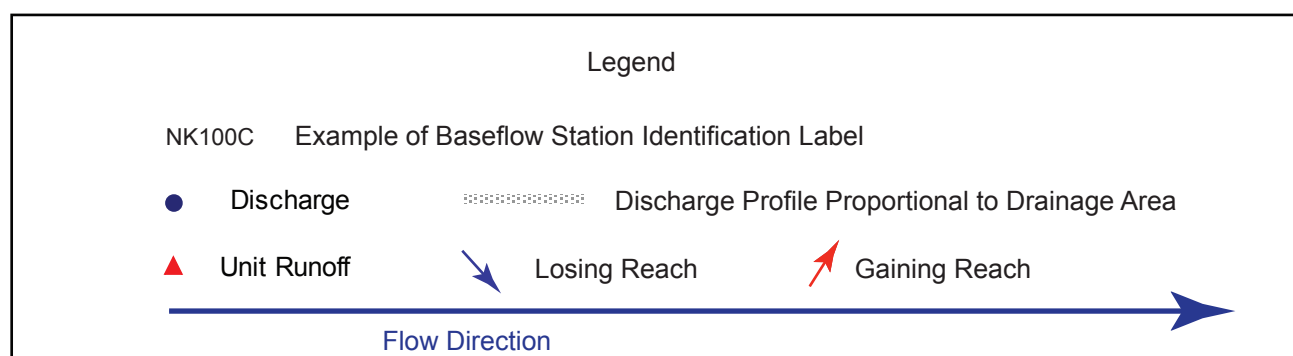 Legend
NK100C Example of Baseflow Station Identification Label
Discharge Discharge Profile Proportional to Drainage Area
Unit Runoff Losing Reach Gaining Reach
Flow Direction